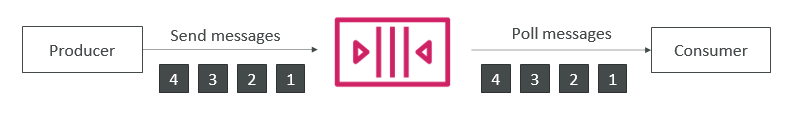 Producer
Send messages
4 3 2 1
Poll messages
4 3 2 1
Consumer